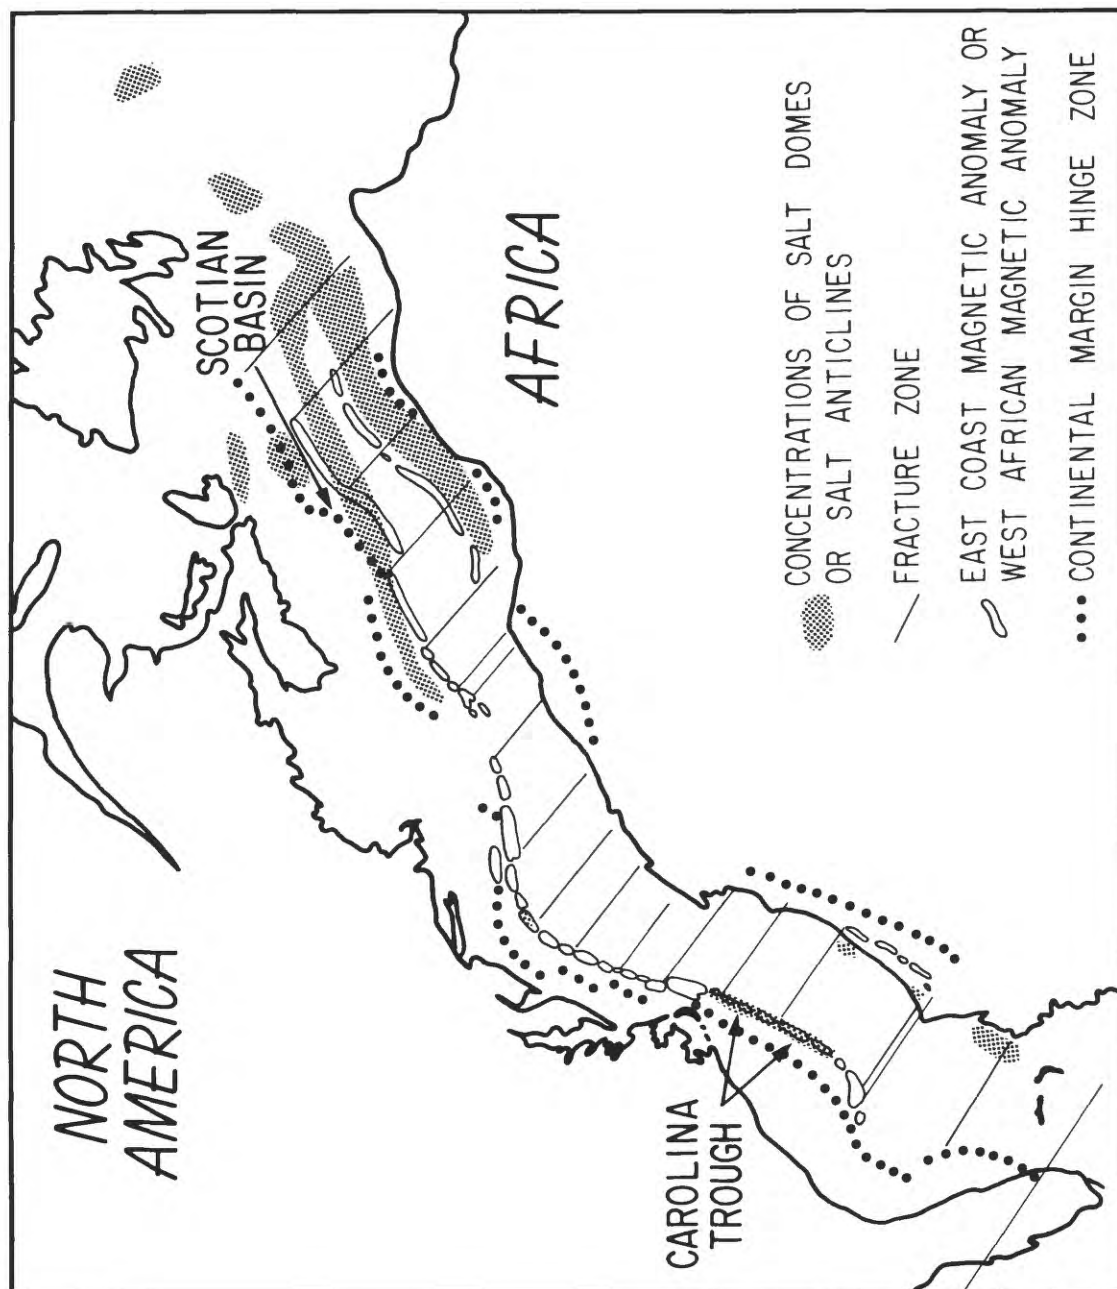 NORTH
AMERICA
SCOTIAN
BASIN
AFRICA
CAROLINA
TROUGH
CONCENTRATIONS OF SALT DOMES
OR SALT ANTICLINES
FRACTURE ZONE
EAST COAST MAGNETIC ANOMALY OR
WEST AFRICAN MAGNETIC ANOMALY
CONTINENTAL MARGIN HINGE ZONE